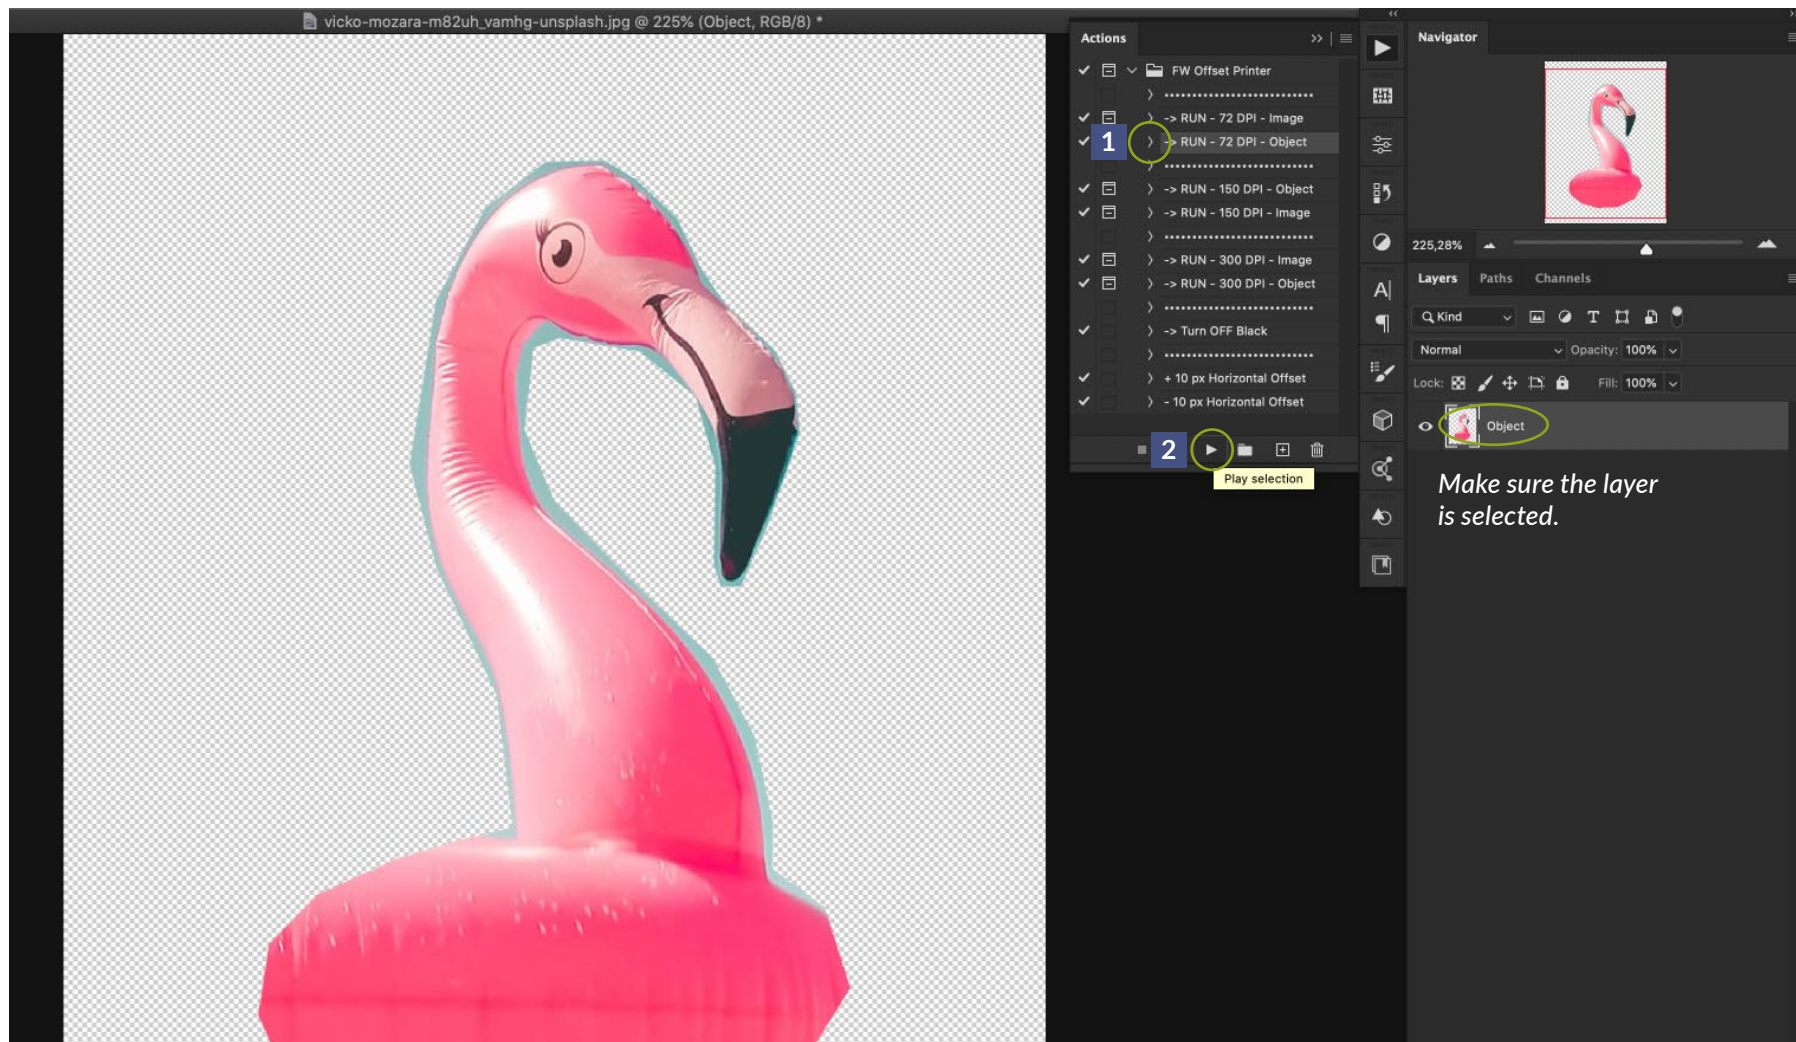 vicko-mozara-m82uh_vamhg-unsplash.jpg @ 225% (Object, RGB/8) *
Actions
FW Offset Printer
-> RUN - 72 DPI - Image
1
-> RUN - 72 DPI - Object
-> RUN - 150 DPI - Object
-> RUN - 150 DPI - Image
-> RUN - 300 DPI - Image
-> RUN - 300 DPI - Object
-> Turn OFF Black
+ 10 px Horizontal Offset
- 10 px Horizontal Offset
2
Play selection
Navigator
225,28%
Layers Paths Channels
Kind
Normal Opacity: 100%
Lock: Fill: 100%
Object
Make sure the layer
is selected.